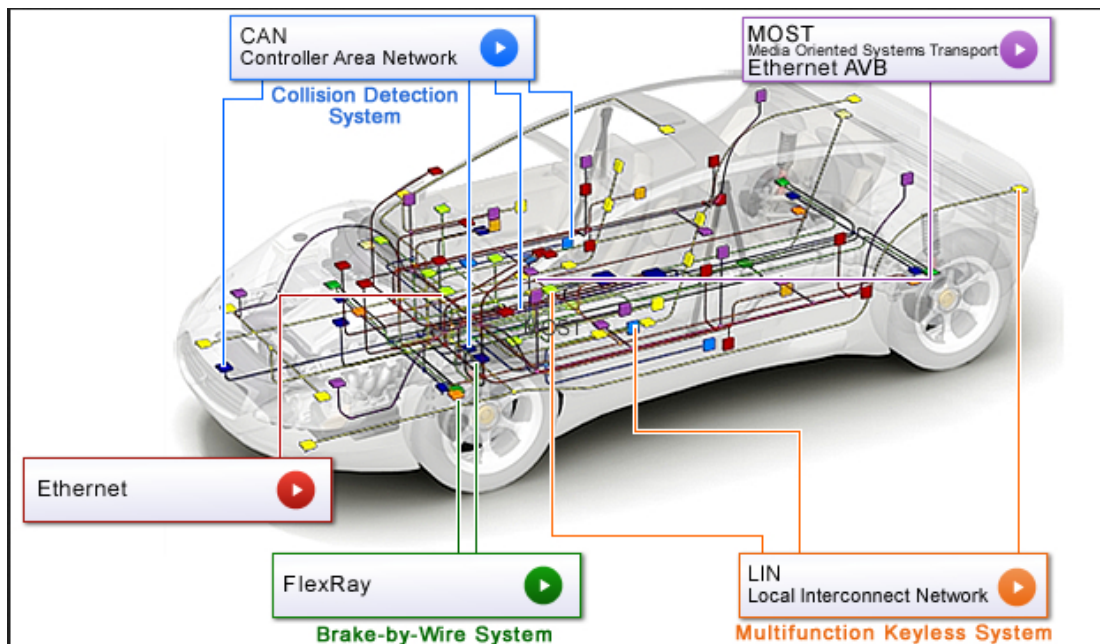 CAN
Controller Area Network
Collision Detection
System
MOST
Media Oriented Systems Transport
Ethernet AVB
MOST
Ethernet
FlexRay
Brake-by-Wire System
LIN
Local Interconnect Network
Multifunction Keyless System